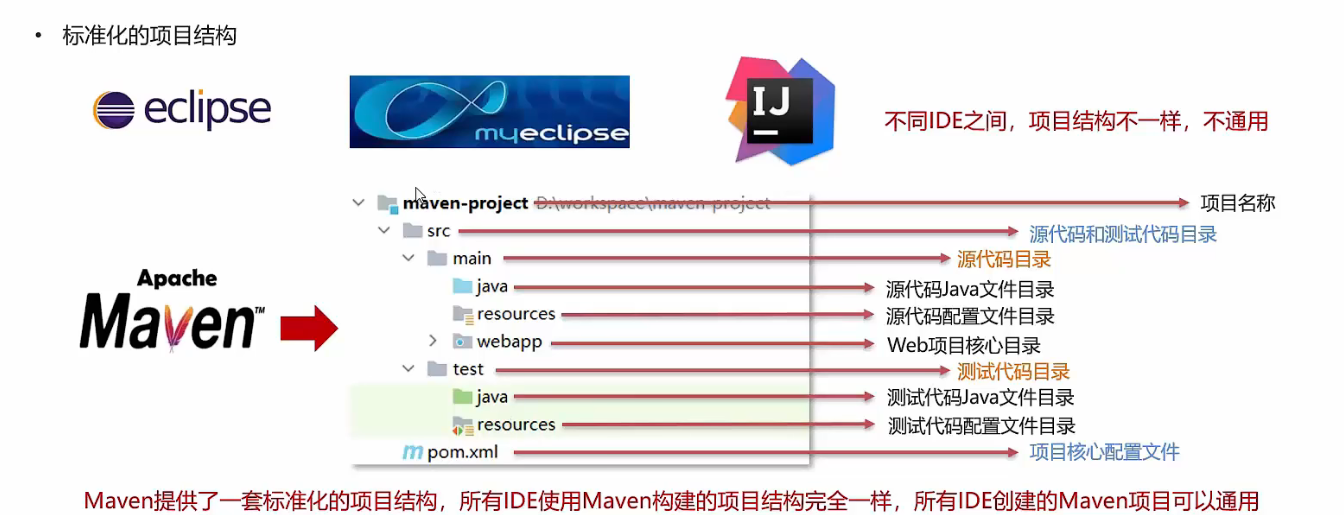 • 标准化的项目结构
eclipse
myeclipse
IJ
不同IDE之间，项目结构不一样，不通用
maven-project D:\workspace\maven-project
项目名称
src
源代码和测试代码目录
main
源代码目录
java
源代码Java文件目录
resources
源代码配置文件目录
webapp
Web项目核心目录
test
测试代码目录
java
测试代码Java文件目录
resources
测试代码配置文件目录
pom.xml
项目核心配置文件
Apache
Maven™
Maven提供了一套标准化的项目结构，所有IDE使用Maven构建的项目结构完全一样，所有IDE创建的Maven项目可以通用